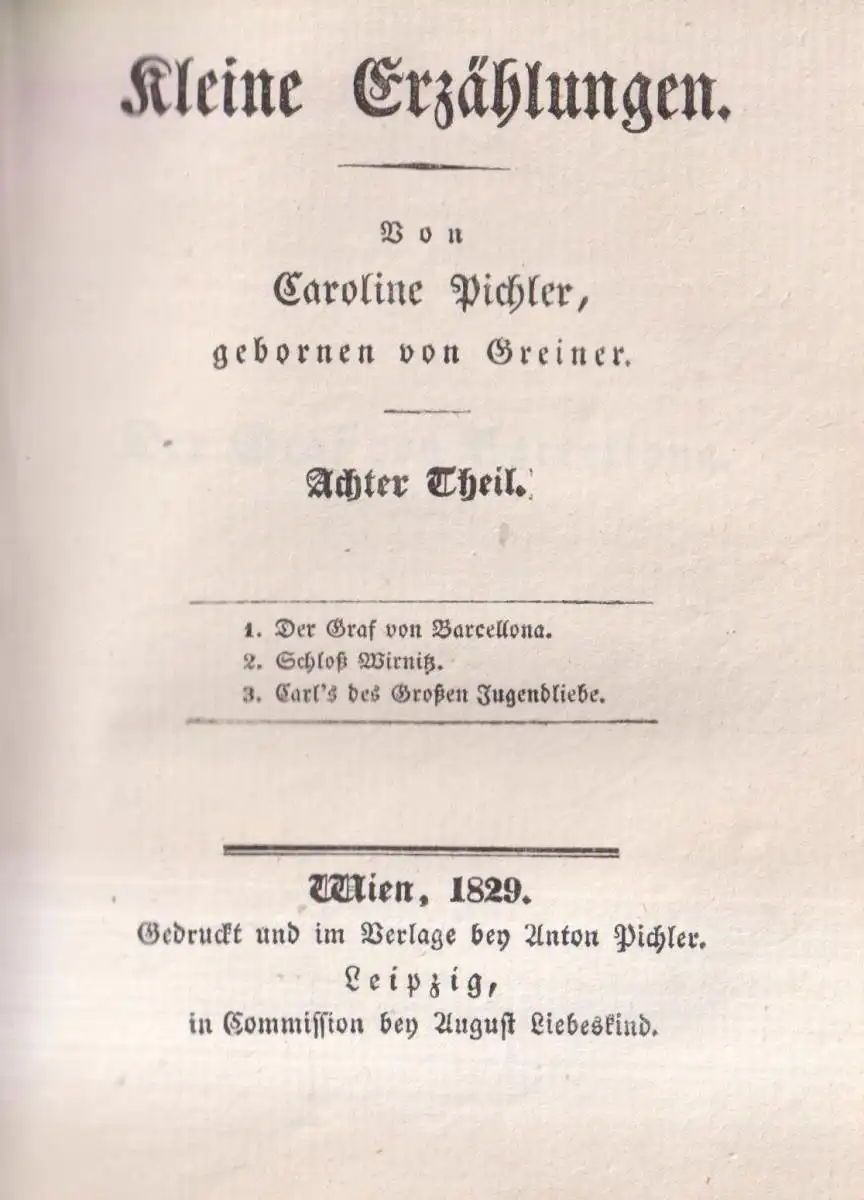 Kleine Erzählungen.
Von
Caroline Pichler,
gebornen von Greiner.
Achter Theil.
1. Der Graf von Barcellona.
2. Schloß Wirnitz.
3. Carl's des Großen Jugendliebe.
Wien, 1829.
Gedruckt und im Verlage bey Anton Pichler.
Leipzig,
in Commission bey August Liebeskind.